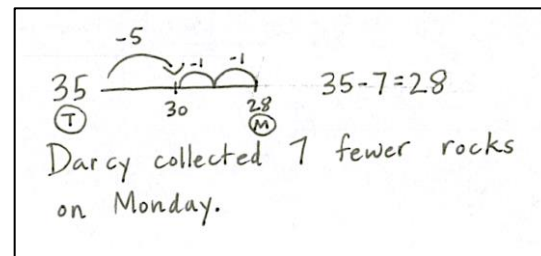 -5
-1 -1
35 30 28 35-7=28
T M
Darcy collected 7 fewer rocks
on Monday.